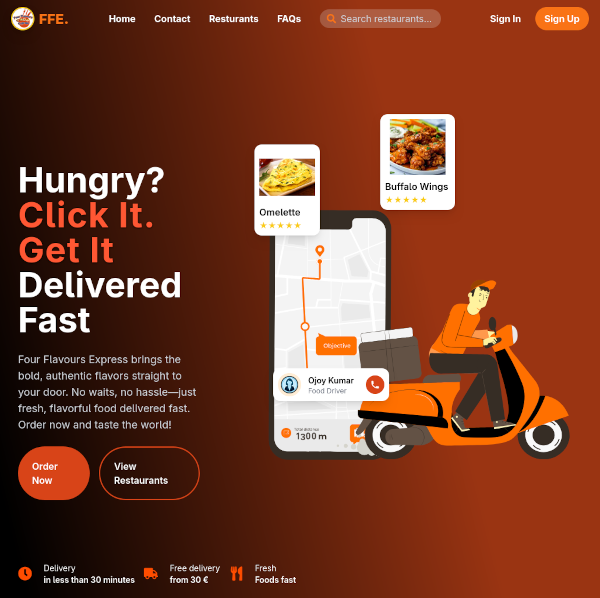 FFE.
Home
Contact
Resturants
FAQs
Search restaurants...
Sign In
Sign Up
Hungry?
Click It.
Get It
Delivered
Fast
Four Flavours Express brings the
bold, authentic flavors straight to
your door. No waits, no hassle—just
fresh, flavorful food delivered fast.
Order now and taste the world!
Order
Now
View
Restaurants
Omelette
Buffalo Wings
Objective
Ojoy Kumar
Food Driver
1300 m
Delivery
in less than 30 minutes
Free delivery
from 30 €
Fresh
Foods fast